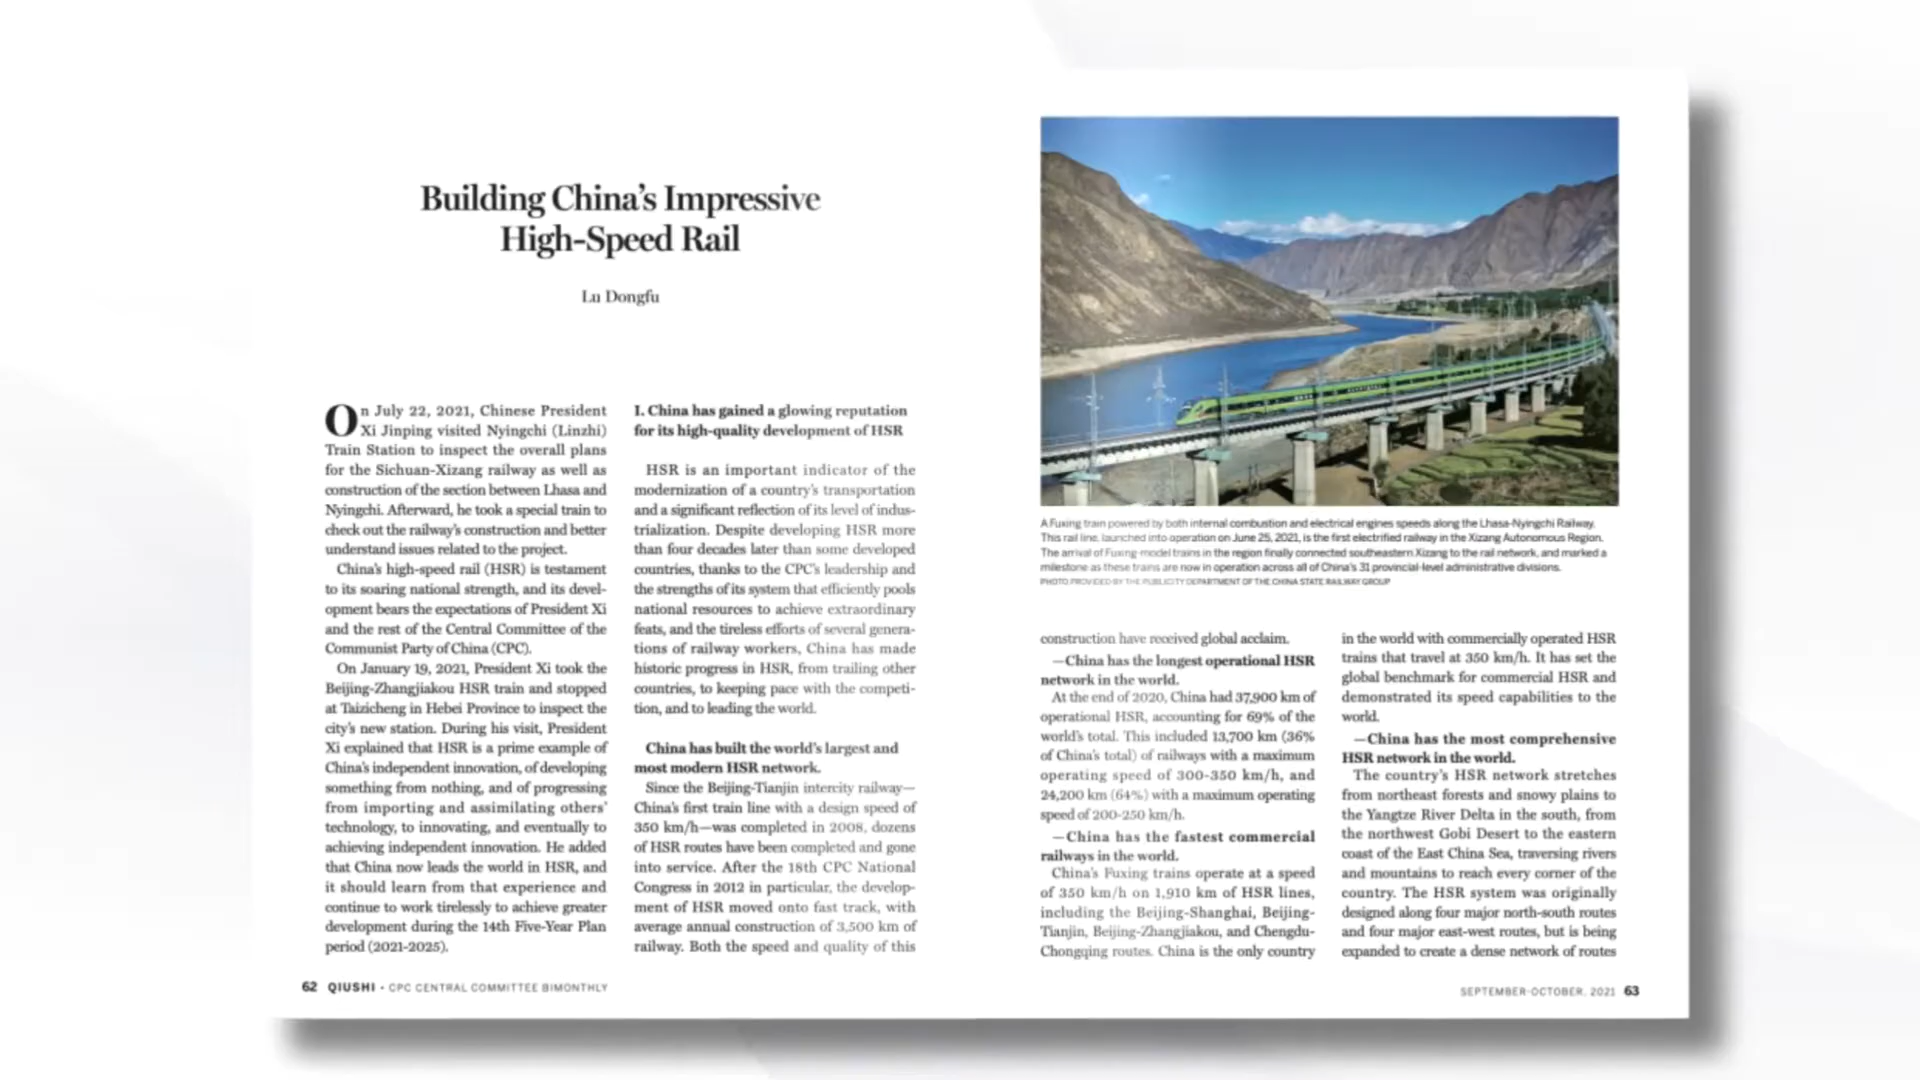 Building China's Impressive
High-Speed Rail
Lu Dongfu
On July 22, 2021, Chinese President
Xi Jinping visited Nyingchi (Linzhi)
Train Station to inspect the overall plans
for the Sichuan-Xizang railway as well as
construction of the section between Lhasa and
Nyingchi. Afterward, he took a special train to
check out the railway's construction and better
understand issues related to the project.
China's high-speed rail (HSR) is testament
to its soaring national strength, and its devel-
opment bears the expectations of President Xi
and the rest of the Central Committee of the
Communist Party of China (CPC).
On January 19, 2021, President Xi took the
Beijing-Zhangjiakou HSR train and stopped
at Taizicheng in Hebei Province to inspect the
city's new station. During his visit, President
Xi explained that HSR is a prime example of
China's independent innovation, of developing
something from nothing, and of progressing
from importing and assimilating others'
technology, to innovating, and eventually to
achieving independent innovation. He added
that China now leads the world in HSR, and
it should learn from that experience and
continue to work tirelessly to achieve greater
development during the 14th Five-Year Plan
period (2021-2025).
I. China has gained a glowing reputation
for its high-quality development of HSR
HSR is an important indicator of the
modernization of a country's transportation
and a significant reflection of its level of indus-
trialization. Despite developing HSR more
than four decades later than some developed
countries, thanks to the CPC's leadership and
the strengths of its system that efficiently pools
national resources to achieve extraordinary
feats, and the tireless efforts of several genera-
tions of railway workers, China has made
historic progress in HSR, from trailing other
countries, to keeping pace with the competi-
tion, and to leading the world.
China has built the world's largest and
most modern HSR network.
Since the Beijing-Tianjin intercity railway—
China's first train line with a design speed of
350 km/h—was completed in 2008, dozens
of HSR routes have been completed and gone
into service. After the 18th CPC National
Congress in 2012 in particular, the develop-
ment of HSR moved onto fast track, with
average annual construction of 3,500 km of
railway. Both the speed and quality of this
62 QIUSHI · CPC CENTRAL COMMITTEE BIMONTHLY
A Fuxing train powered by both internal combustion and electrical engines speeds along the Lhasa-Nyingchi Railway.
This rail line, launched into operation on June 25, 2021, is the first electrified railway in the Xizang Autonomous Region.
The arrival of Fuxing-model trains in the region finally connected southeastern Xizang to the rail network, and marked a
milestone as these trains are now in operation across all of China's 31 provincial-level administrative divisions.
PHOTO PROVIDED BY THE PUBLICITY DEPARTMENT OF THE CHINA STATE RAILWAY GROUP
construction have received global acclaim.
—China has the longest operational HSR
network in the world.
At the end of 2020, China had 37,900 km of
operational HSR, accounting for 69% of the
world's total. This included 13,700 km (36%
of China's total) of railways with a maximum
operating speed of 300-350 km/h, and
24,200 km (64%) with a maximum operating
speed of 200-250 km/h.
—China has the fastest commercial
railways in the world.
China's Fuxing trains operate at a speed
of 350 km/h on 1,910 km of HSR lines,
including the Beijing-Shanghai, Beijing-
Tianjin, Beijing-Zhangjiakou, and Chengdu-
Chongqing routes. China is the only country
in the world with commercially operated HSR
trains that travel at 350 km/h. It has set the
global benchmark for commercial HSR and
demonstrated its speed capabilities to the
world.
—China has the most comprehensive
HSR network in the world.
The country's HSR network stretches
from northeast forests and snowy plains to
the Yangtze River Delta in the south, from
the northwest Gobi Desert to the eastern
coast of the East China Sea, traversing rivers
and mountains to reach every corner of the
country. The HSR system was originally
designed along four major north-south routes
and four major east-west routes, but is being
expanded to create a dense network of routes
SEPTEMBER-OCTOBER, 2021 63